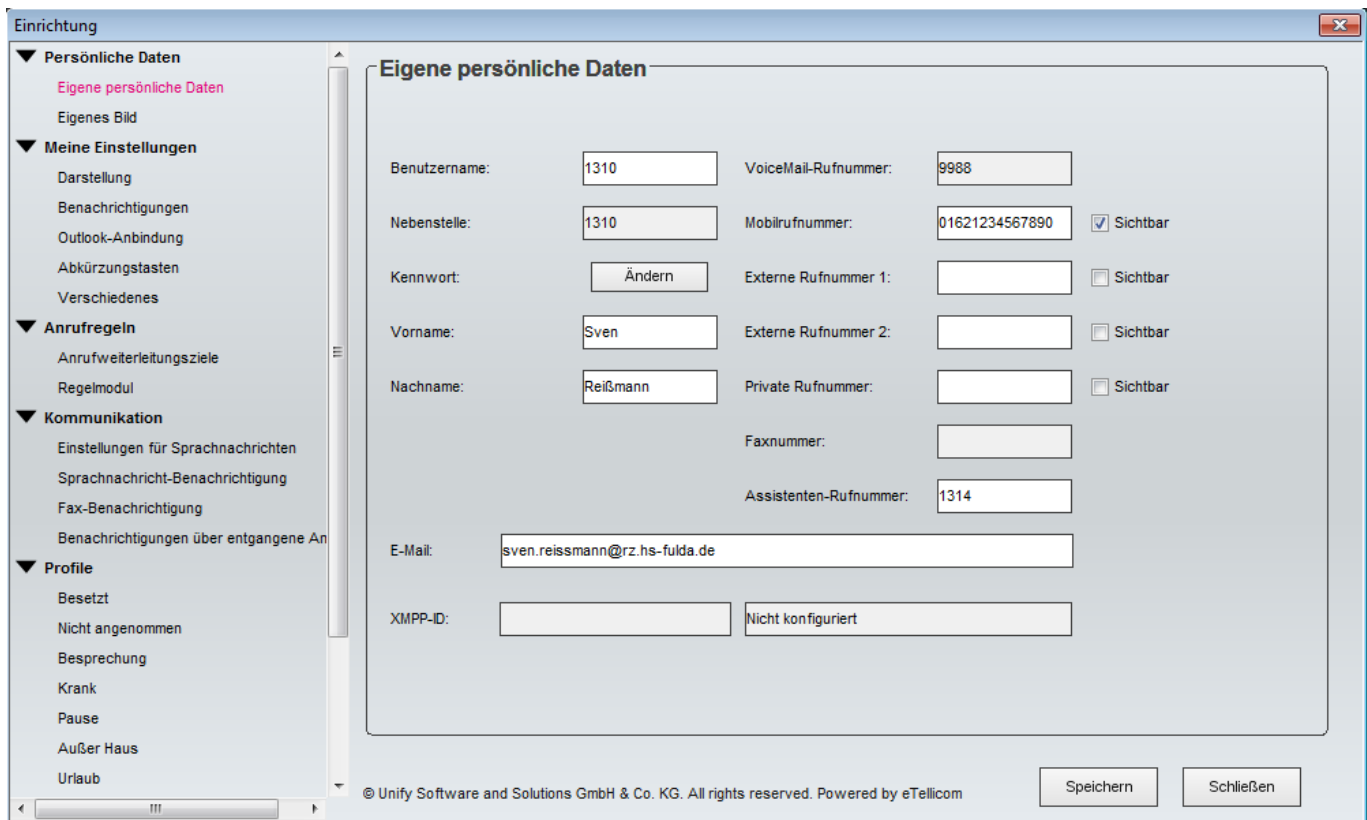 Einrichtung
Persönliche Daten
Eigene persönliche Daten
Eigenes Bild
Meine Einstellungen
Darstellung
Benachrichtigungen
Outlook-Anbindung
Abkürzungstasten
Verschiedenes
Anrufregeln
Anrufweiterleitungsziele
Regelmodul
Kommunikation
Einstellungen für Sprachnachrichten
Sprachnachricht-Benachrichtigung
Fax-Benachrichtigung
Benachrichtigungen über entgangene An
Profile
Besetzt
Nicht angenommen
Besprechung
Krank
Pause
Außer Haus
Urlaub
Eigene persönliche Daten
Benutzername: 1310 VoiceMail-Rufnummer: 9988
Nebenstelle: 1310 Mobilrufnummer: 01621234567890 Sichtbar
Kennwort: Ändern Externe Rufnummer 1: Sichtbar
Vorname: Sven Externe Rufnummer 2: Sichtbar
Nachname: Reißmann Private Rufnummer: Sichtbar
Faxnummer:
Assistenten-Rufnummer: 1314
E-Mail: sven.reissmann@rz.hs-fulda.de
XMPP-ID: Nicht konfiguriert
© Unify Software and Solutions GmbH & Co. KG. All rights reserved. Powered by eTellicom
Speichern Schließen